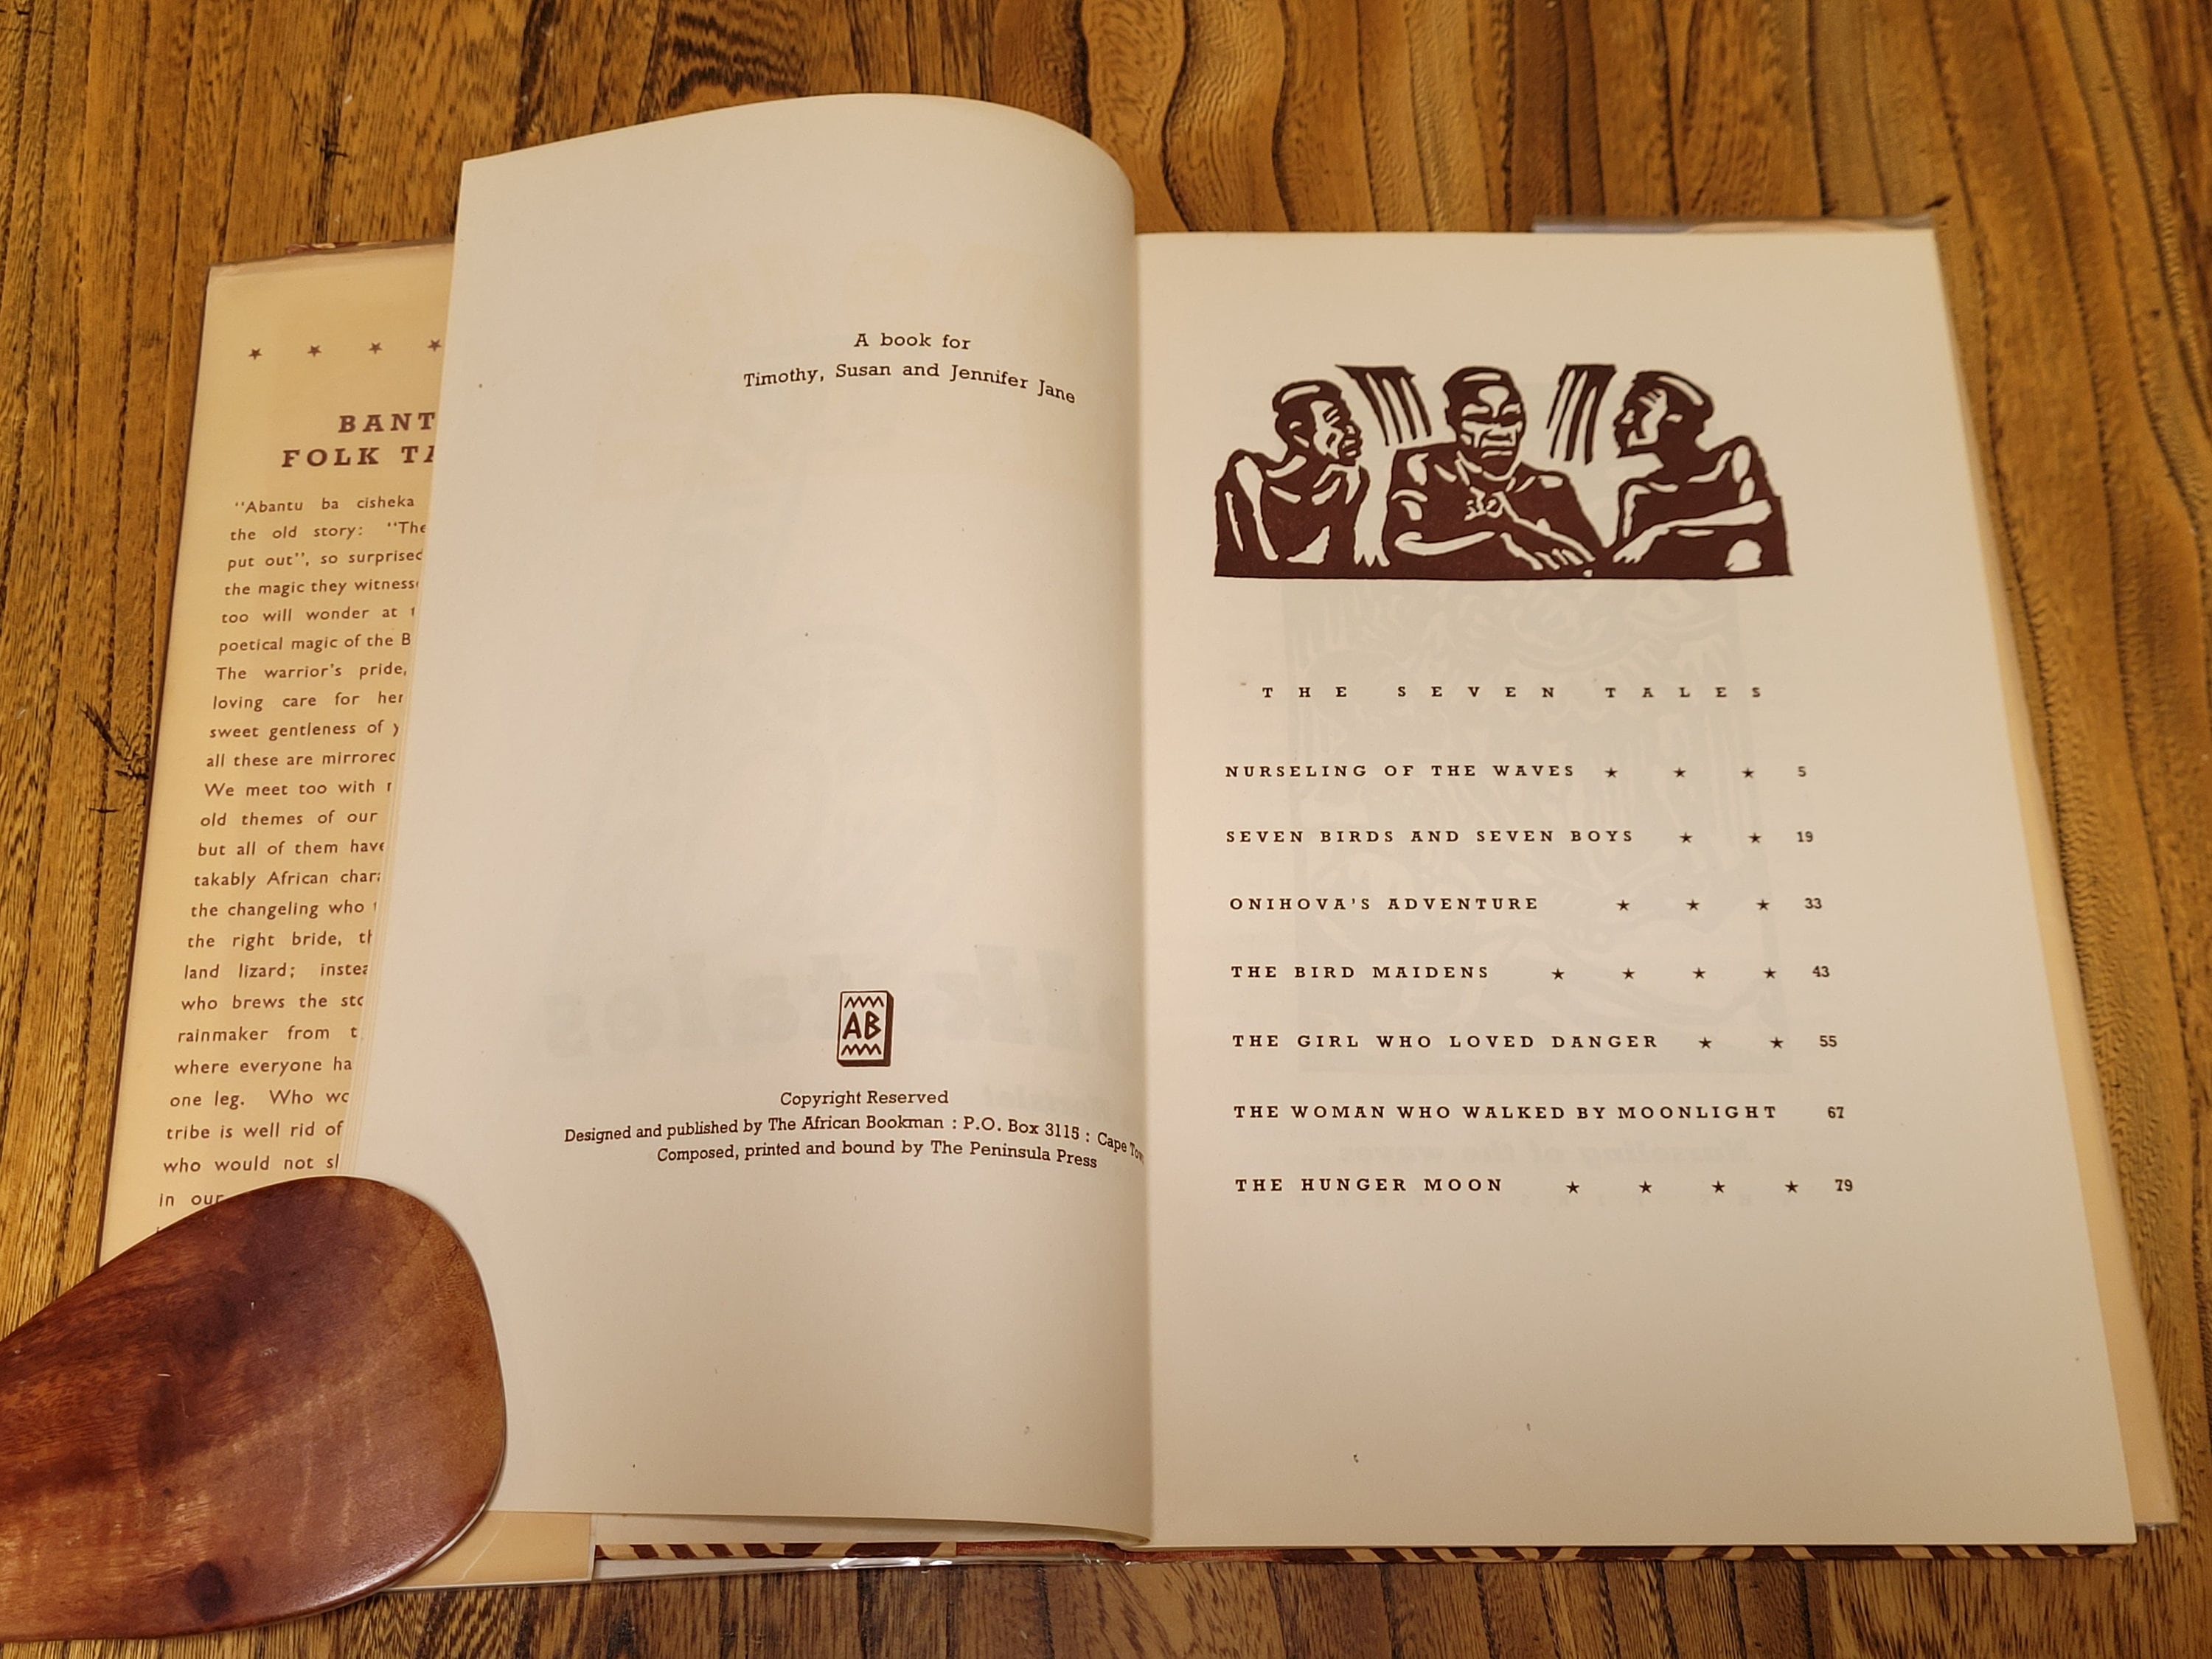 ★ ★ ★ ★
BANT
FOLK TA
"Abantu ba cisheka
the old story: "The
put out", so surprised
the magic they witness
too will wonder at
poetical magic of the B
The warrior's pride,
loving care for her
sweet gentleness of
all these are mirrored
We meet too with
old themes of our
but all of them have
takably African chara
the changeling who
the right bride, th
land lizard; instea
who brews the sto
rainmaker from t
where everyone ha
one leg. Who wo
tribe is well rid of
who would not sl
in our
A book for
Timothy, Susan and Jennifer Jane
AB
Copyright Reserved
Designed and published by The African Bookman : P.O. Box 3115 : Cape Town
Composed, printed and bound by The Peninsula Press
THE SEVEN TALES
NURSELING OF THE WAVES ★ ★ ★ 5
SEVEN BIRDS AND SEVEN BOYS ★ ★ 19
ONIHOVA'S ADVENTURE ★ ★ ★ 33
THE BIRD MAIDENS ★ ★ ★ ★ 43
THE GIRL WHO LOVED DANGER ★ ★ 55
THE WOMAN WHO WALKED BY MOONLIGHT 67
THE HUNGER MOON ★ ★ ★ ★ 79